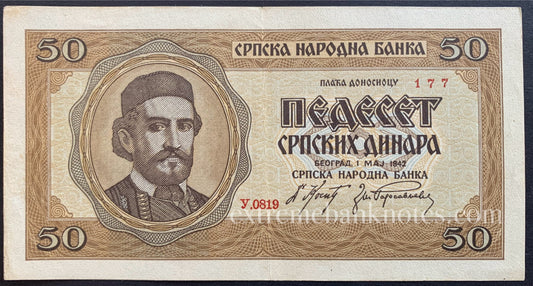 50 СРПСКА НАРОДНА БАНКА 50
ПЛАЋА ДОНОСИОЦУ 177
ПЕДЕСЕТ
СРПСКИХ ДИНАРА
БЕОГРАД, 1 МАЈ 1942
СРПСКА НАРОДНА БАНКА
У.0819
extremebanknotes.com
50 50